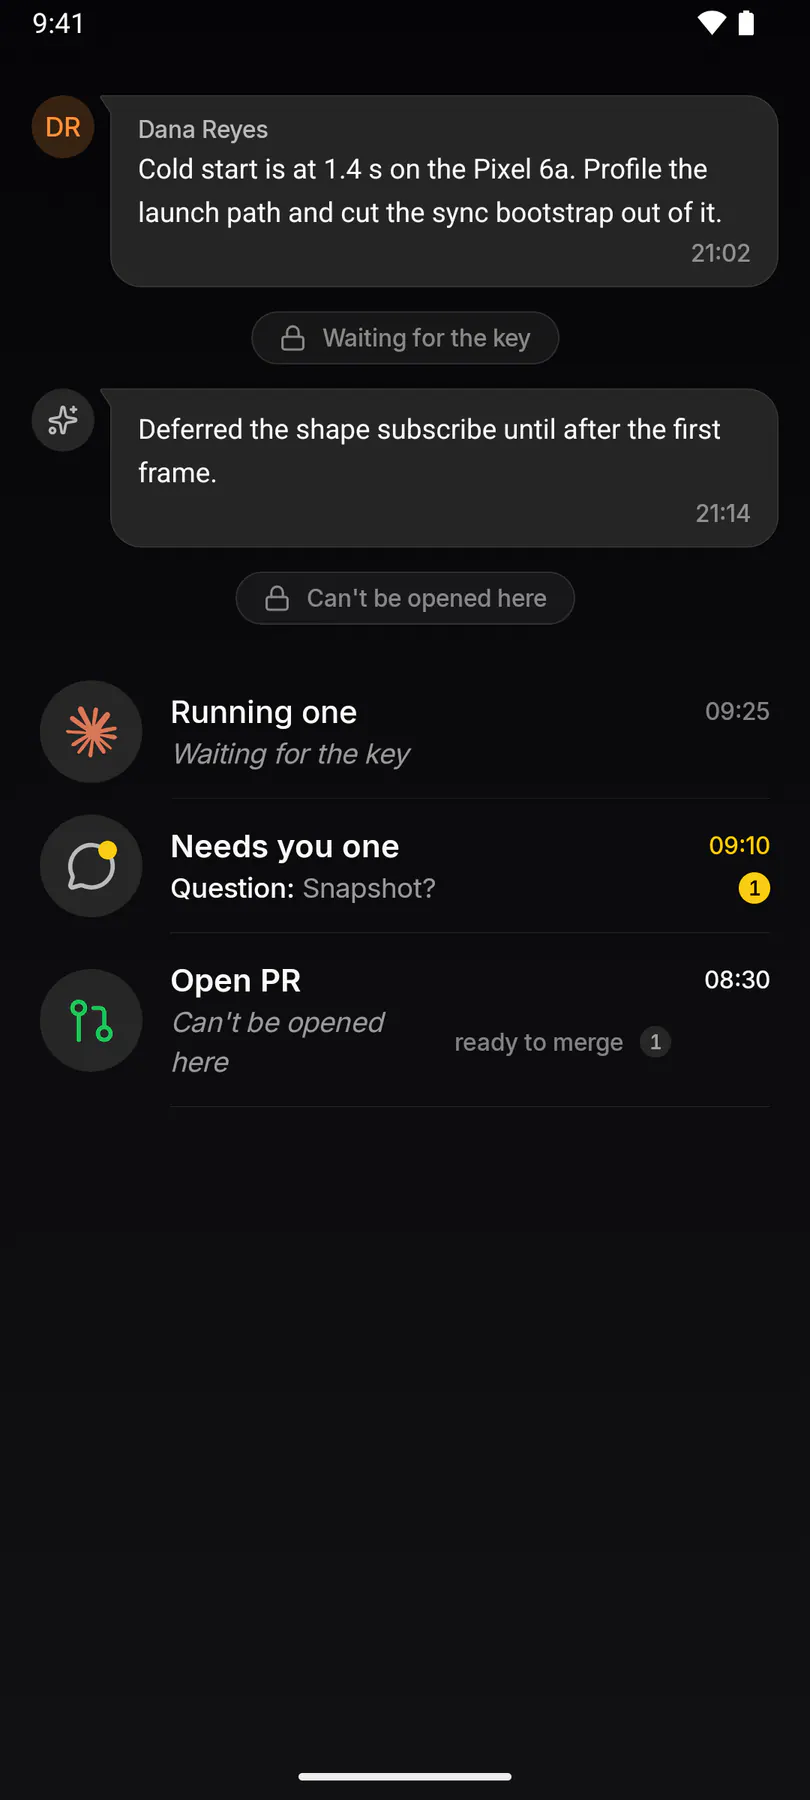 9:41
DR
Dana Reyes
Cold start is at 1.4 s on the Pixel 6a. Profile the
launch path and cut the sync bootstrap out of it.
21:02
Waiting for the key
Deferred the shape subscribe until after the first
frame.
21:14
Can't be opened here
Running one
09:25
Waiting for the key
Needs you one
09:10
Question: Snapshot?
1
Open PR
08:30
Can't be opened
here
ready to merge
1